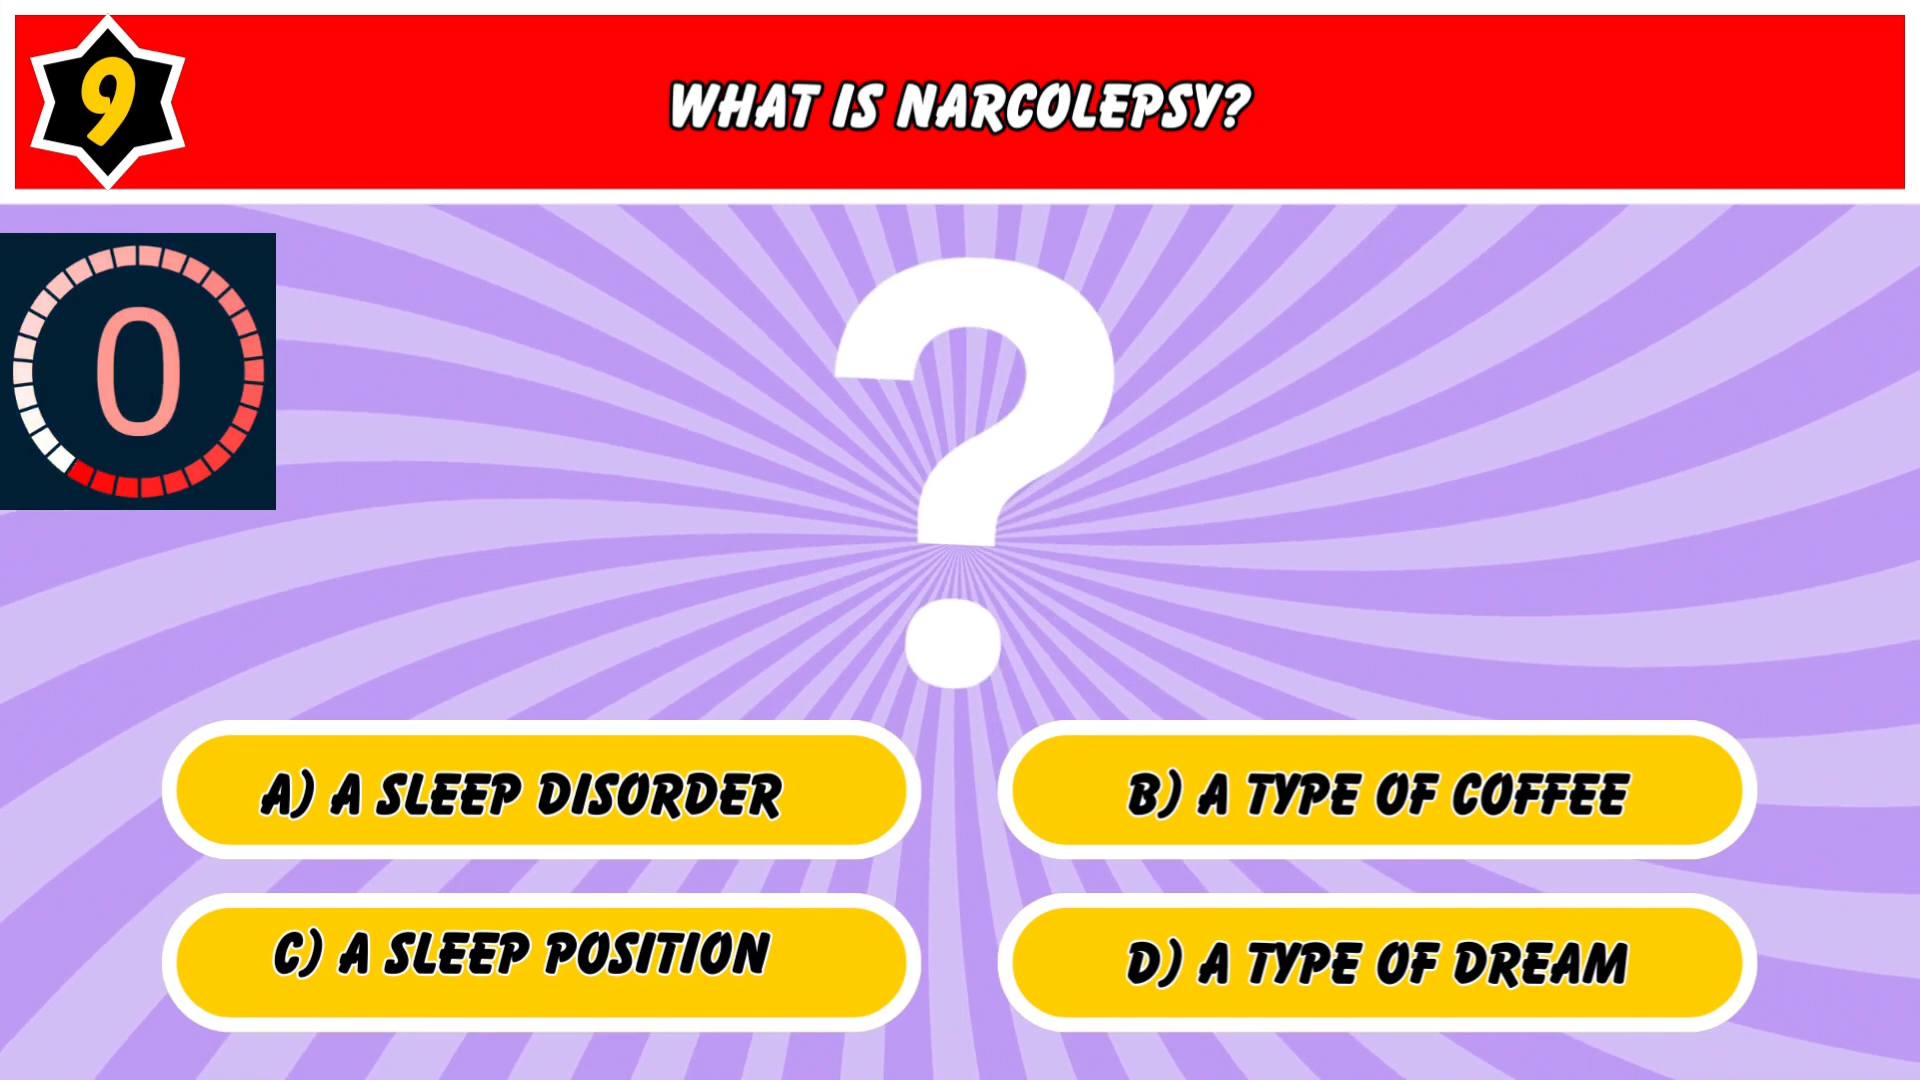 9
WHAT IS NARCOLEPSY?
0
?
A) A SLEEP DISORDER
B) A TYPE OF COFFEE
C) A SLEEP POSITION
D) A TYPE OF DREAM